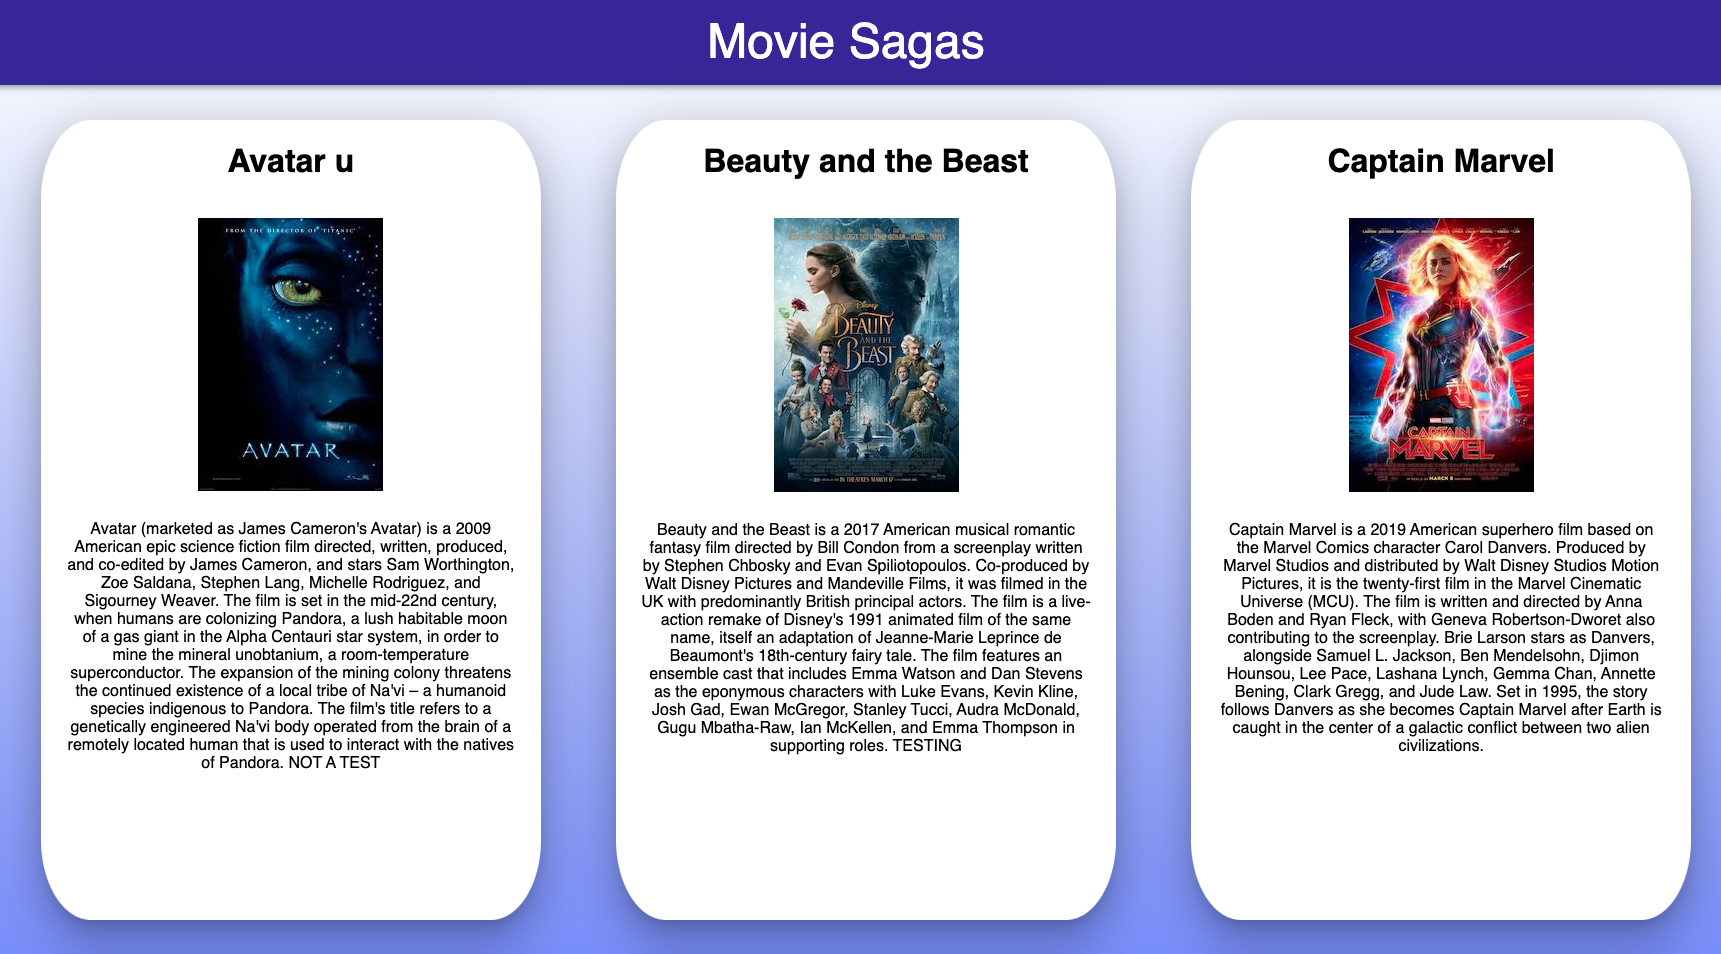 Movie Sagas
Avatar u
FROM THE DIRECTOR OF 'TITANIC'
AVATAR
Avatar (marketed as James Cameron's Avatar) is a 2009
American epic science fiction film directed, written, produced,
and co-edited by James Cameron, and stars Sam Worthington,
Zoe Saldana, Stephen Lang, Michelle Rodriguez, and
Sigourney Weaver. The film is set in the mid-22nd century,
when humans are colonizing Pandora, a lush habitable moon
of a gas giant in the Alpha Centauri star system, in order to
mine the mineral unobtanium, a room-temperature
superconductor. The expansion of the mining colony threatens
the continued existence of a local tribe of Na'vi – a humanoid
species indigenous to Pandora. The film's title refers to a
genetically engineered Na'vi body operated from the brain of a
remotely located human that is used to interact with the natives
of Pandora. NOT A TEST
Beauty and the Beast
Disney
BEAUTY
AND THE
BEAST
IN THEATRES MARCH 17
Beauty and the Beast is a 2017 American musical romantic
fantasy film directed by Bill Condon from a screenplay written
by Stephen Chbosky and Evan Spiliotopoulos. Co-produced by
Walt Disney Pictures and Mandeville Films, it was filmed in the
UK with predominantly British principal actors. The film is a live-
action remake of Disney's 1991 animated film of the same
name, itself an adaptation of Jeanne-Marie Leprince de
Beaumont's 18th-century fairy tale. The film features an
ensemble cast that includes Emma Watson and Dan Stevens
as the eponymous characters with Luke Evans, Kevin Kline,
Josh Gad, Ewan McGregor, Stanley Tucci, Audra McDonald,
Gugu Mbatha-Raw, Ian McKellen, and Emma Thompson in
supporting roles. TESTING
Captain Marvel
CAPTAIN
MARVEL
MARCH 8
Captain Marvel is a 2019 American superhero film based on
the Marvel Comics character Carol Danvers. Produced by
Marvel Studios and distributed by Walt Disney Studios Motion
Pictures, it is the twenty-first film in the Marvel Cinematic
Universe (MCU). The film is written and directed by Anna
Boden and Ryan Fleck, with Geneva Robertson-Dworet also
contributing to the screenplay. Brie Larson stars as Danvers,
alongside Samuel L. Jackson, Ben Mendelsohn, Djimon
Hounsou, Lee Pace, Lashana Lynch, Gemma Chan, Annette
Bening, Clark Gregg, and Jude Law. Set in 1995, the story
follows Danvers as she becomes Captain Marvel after Earth is
caught in the center of a galactic conflict between two alien
civilizations.